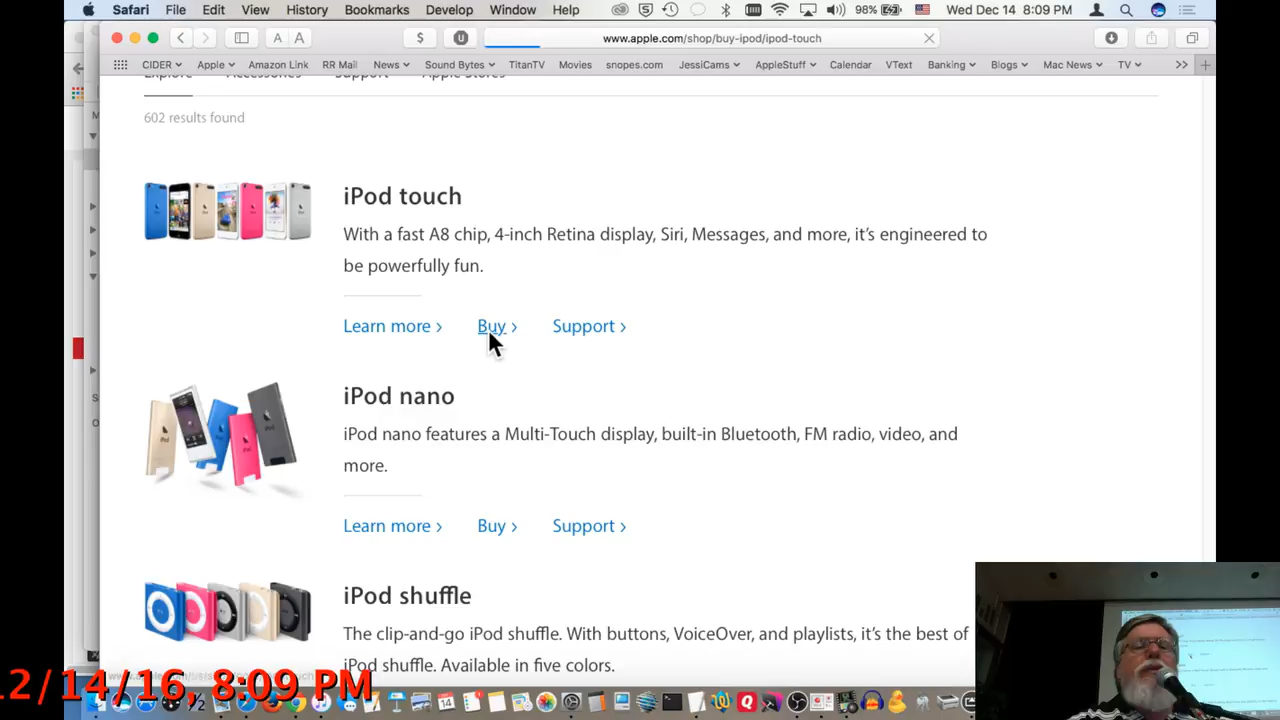 Safari File Edit View History Bookmarks Develop Window Help 98% Wed Dec 14 8:09 PM
A A $ U www.apple.com/shop/buy-ipod/ipod-touch
CIDER Apple Amazon Link RR Mail News Sound Bytes TitanTV Movies snopes.com JessiCams AppleStuff Calendar VText Banking Blogs Mac News TV >> +
Explore Accessories Support Apple Stores
602 results found
iPod touch
With a fast A8 chip, 4-inch Retina display, Siri, Messages, and more, it's engineered to
be powerfully fun.
Learn more > Buy > Support >
iPod nano
iPod nano features a Multi-Touch display, built-in Bluetooth, FM radio, video, and
more.
Learn more > Buy > Support >
iPod shuffle
The clip-and-go iPod shuffle. With buttons, VoiceOver, and playlists, it's the best of
iPod shuffle. Available in five colors.
12/14/16, 8:09 PM